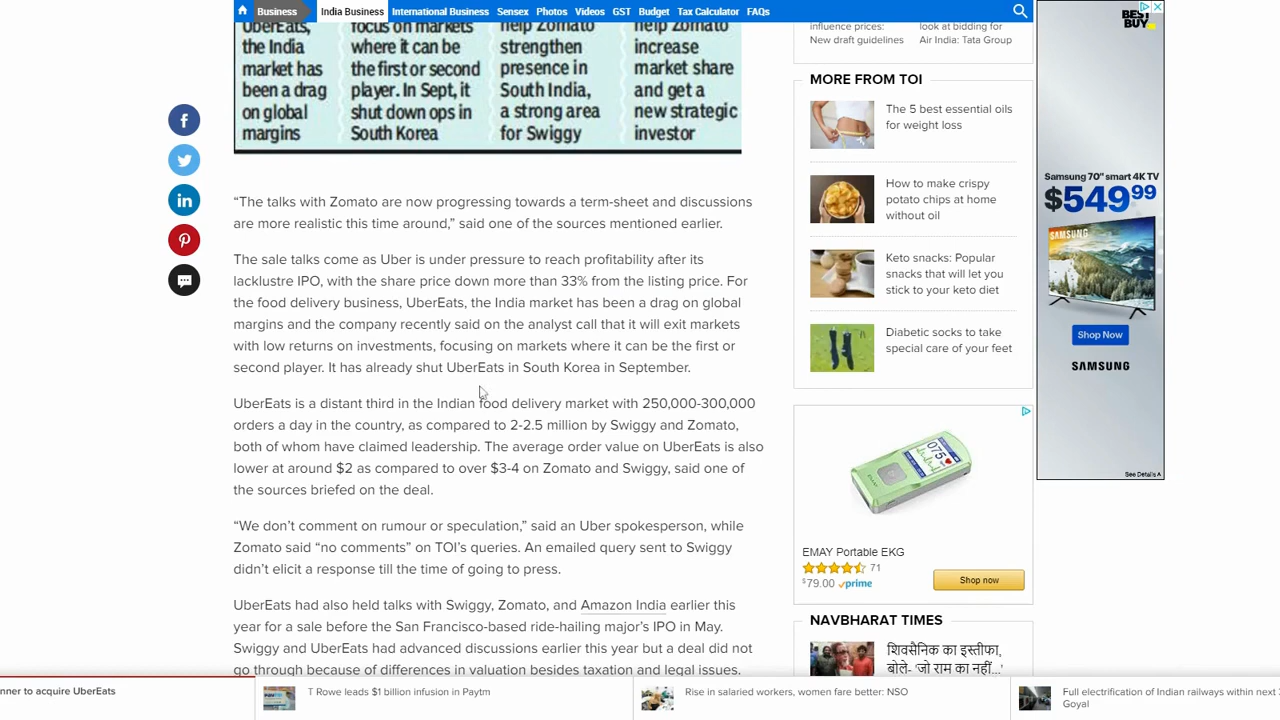 Business
India Business
International Business
Sensex
Photos
Videos
GST
Budget
Tax Calculator
FAQs
UberEats,
the India
market has
been a drag
on global
margins
focus on markets
where it can be
the first or second
player. In Sept, it
shut down ops in
South Korea
help Zomato
strengthen
presence in
South India,
a strong area
for Swiggy
help Zomato
increase
market share
and get a
new strategic
investor
“The talks with Zomato are now progressing towards a term-sheet and discussions
are more realistic this time around,” said one of the sources mentioned earlier.
The sale talks come as Uber is under pressure to reach profitability after its
lacklustre IPO, with the share price down more than 33% from the listing price. For
the food delivery business, UberEats, the India market has been a drag on global
margins and the company recently said on the analyst call that it will exit markets
with low returns on investments, focusing on markets where it can be the first or
second player. It has already shut UberEats in South Korea in September.
UberEats is a distant third in the Indian food delivery market with 250,000-300,000
orders a day in the country, as compared to 2-2.5 million by Swiggy and Zomato,
both of whom have claimed leadership. The average order value on UberEats is also
lower at around $2 as compared to over $3-4 on Zomato and Swiggy, said one of
the sources briefed on the deal.
“We don’t comment on rumour or speculation,” said an Uber spokesperson, while
Zomato said “no comments” on TOI’s queries. An emailed query sent to Swiggy
didn’t elicit a response till the time of going to press.
UberEats had also held talks with Swiggy, Zomato, and Amazon India earlier this
year for a sale before the San Francisco-based ride-hailing major’s IPO in May.
Swiggy and UberEats had advanced discussions earlier this year but a deal did not
go through because of differences in valuation besides taxation and legal issues.
influence prices:
New draft guidelines
look at bidding for
Air India: Tata Group
MORE FROM TOI
The 5 best essential oils
for weight loss
How to make crispy
potato chips at home
without oil
Keto snacks: Popular
snacks that will let you
stick to your keto diet
Diabetic socks to take
special care of your feet
075
EMAY
EMAY Portable EKG
71
$79.00 prime
Shop now
NAVBHARAT TIMES
शिवसैनिक का इस्तीफा,
बोले- ‘जो राम का नहीं...’
BEST
BUY
Samsung 70" smart 4K TV
$549.99
SAMSUNG
Shop Now
SAMSUNG
See Details A
nner to acquire UberEats
T Rowe leads $1 billion infusion in Paytm
Rise in salaried workers, women fare better: NSO
Full electrification of Indian railways within next
Goyal